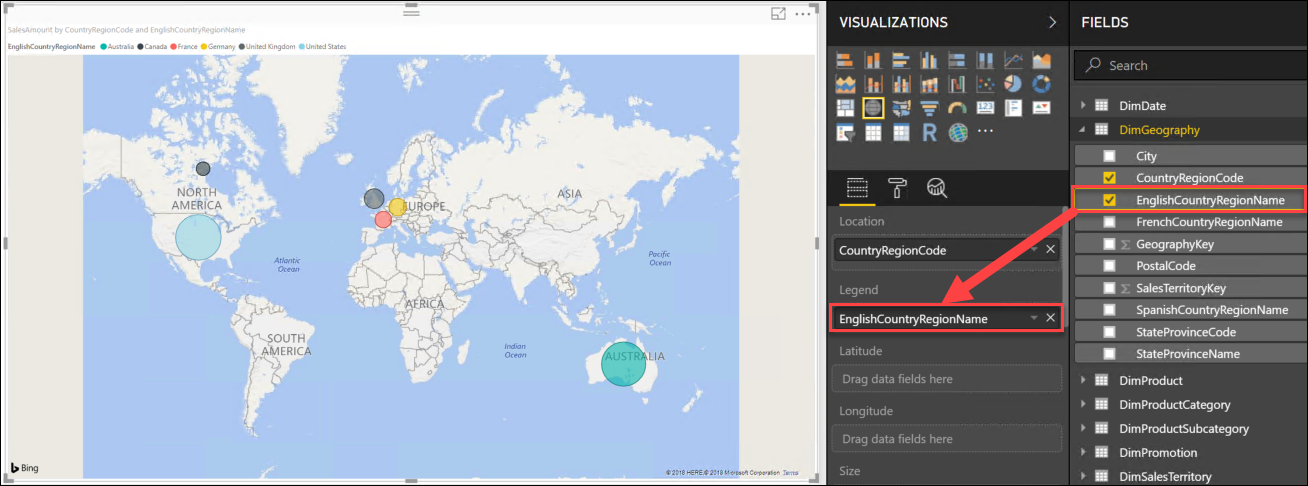 SalesAmount by CountryRegionCode and EnglishCountryRegionName
EnglishCountryRegionName Australia Canada France Germany United Kingdom United States
NORTH
AMERICA
EUROPE
ASIA
Atlantic
Ocean
Pacific
Ocean
AFRICA
SOUTH
AMERICA
Indian
Ocean
AUSTRALIA
Bing
© 2018 HERE,© 2018 Microsoft Corporation Terms
VISUALIZATIONS
123
R
Location
CountryRegionCode
Legend
EnglishCountryRegionName
Latitude
Drag data fields here
Longitude
Drag data fields here
Size
FIELDS
Search
DimDate
DimGeography
City
CountryRegionCode
EnglishCountryRegionName
FrenchCountryRegionName
Σ GeographyKey
PostalCode
Σ SalesTerritoryKey
SpanishCountryRegionName
StateProvinceCode
StateProvinceName
DimProduct
DimProductCategory
DimProductSubcategory
DimPromotion
DimSalesTerritory